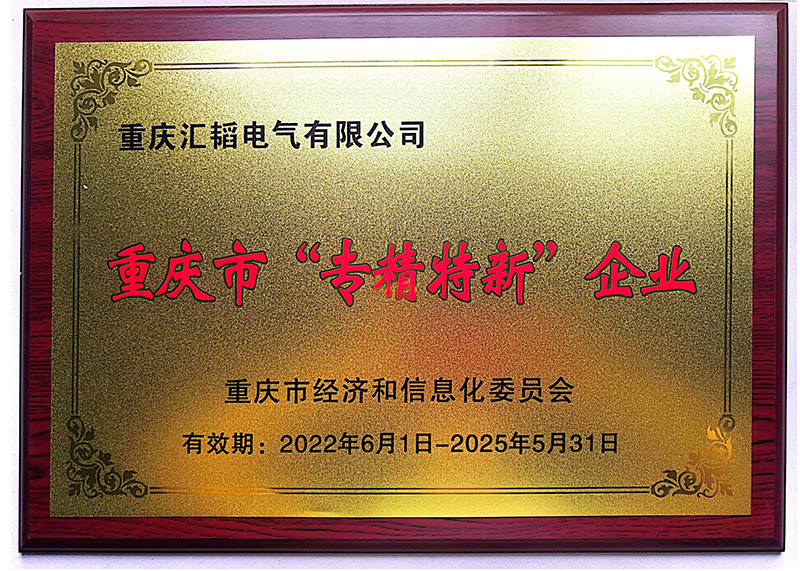 重庆汇韬电气有限公司
重庆市“专精特新”企业
重庆市经济和信息化委员会
有效期：2022年6月1日-2025年5月31日